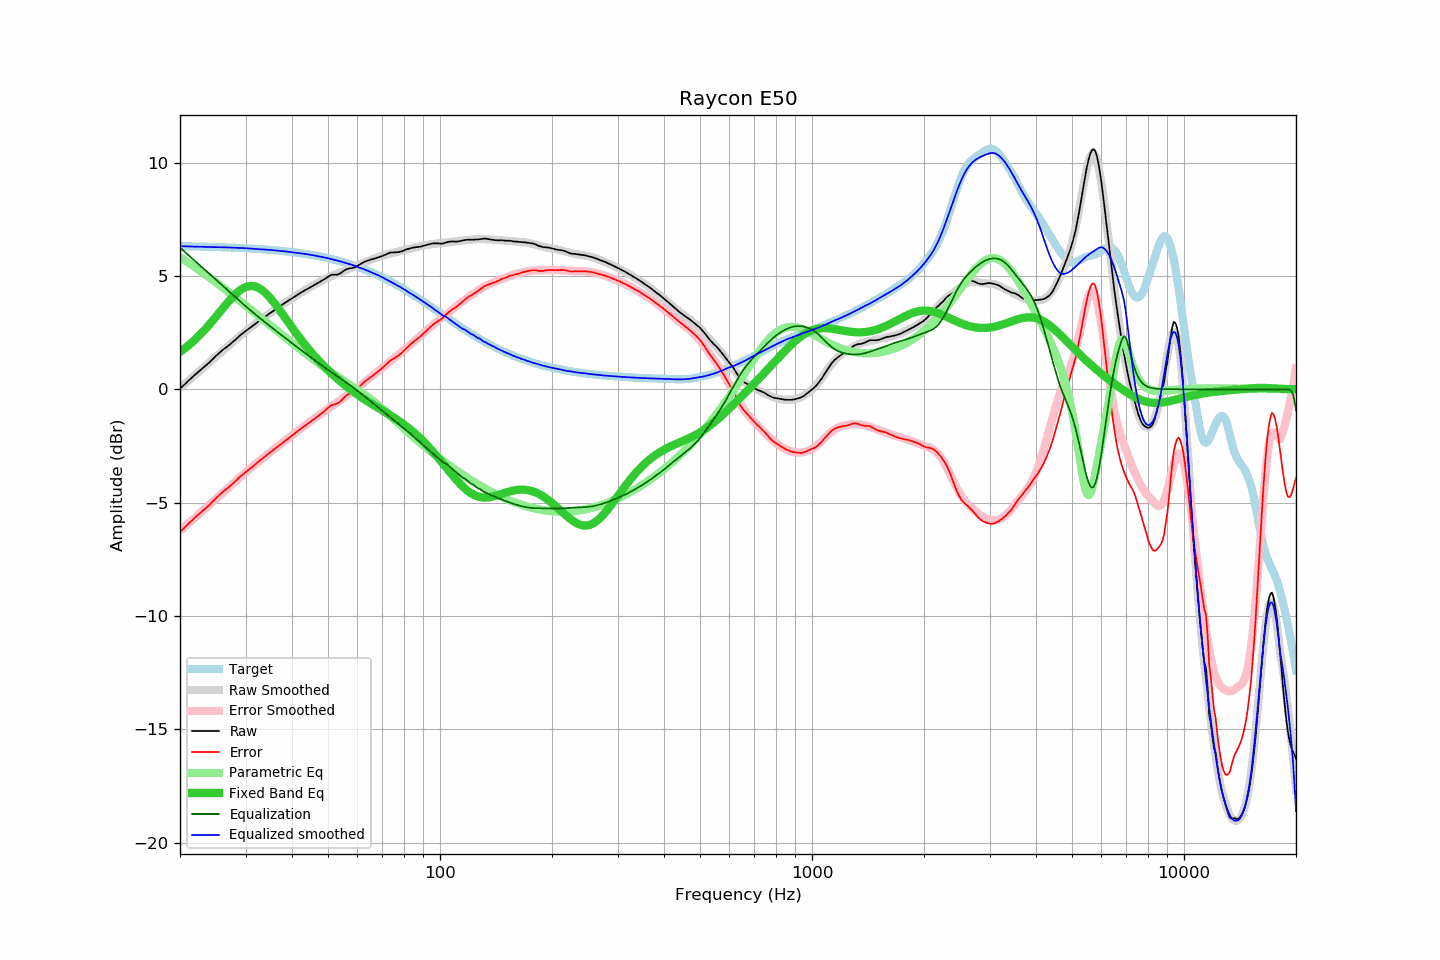 Raycon E50
Amplitude (dBr)
10
5
0
−5
−10
−15
−20
Target
Raw Smoothed
Error Smoothed
Raw
Error
Parametric Eq
Fixed Band Eq
Equalization
Equalized smoothed
100
1000
10000
Frequency (Hz)